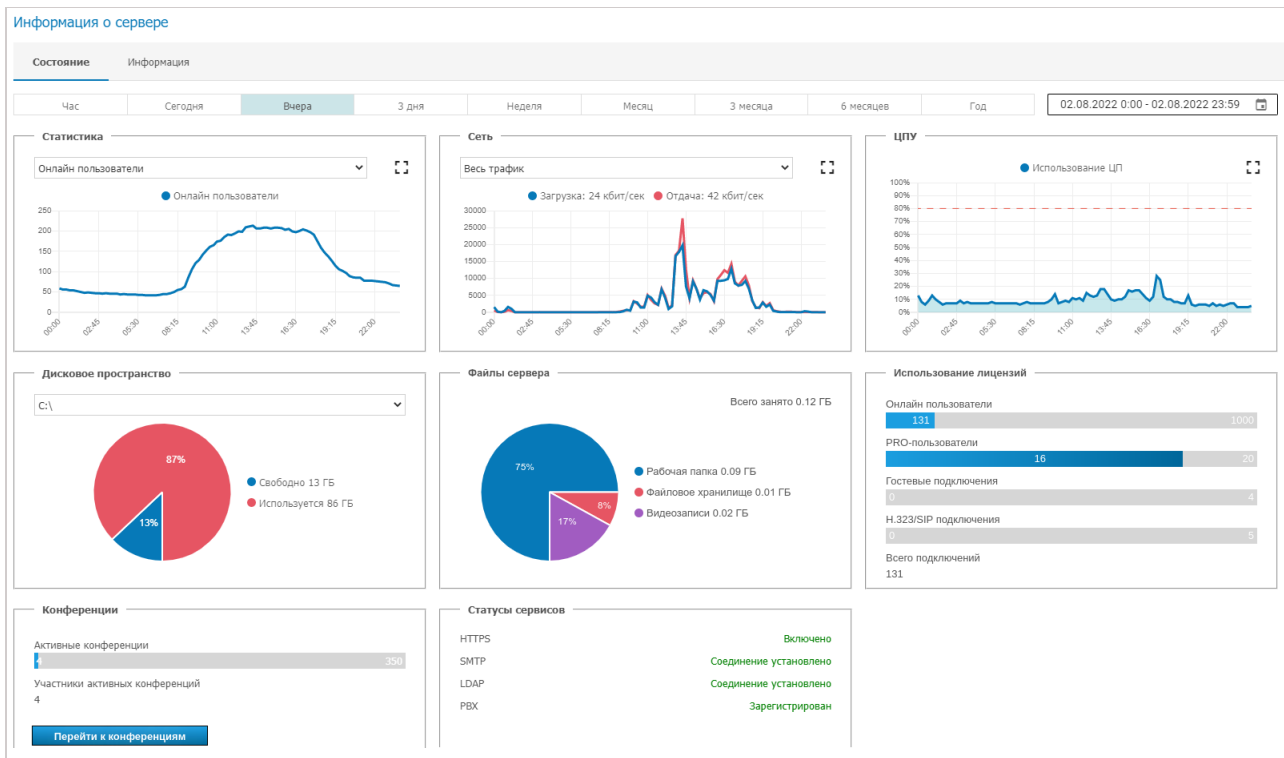 Информация о сервере
Состояние Информация
Час Сегодня Вчера 3 дня Неделя Месяц 3 месяца 6 месяцев Год 02.08.2022 0:00 - 02.08.2022 23:59
Статистика
Онлайн пользователи
Онлайн пользователи
250
200
150
100
50
0
00:00 02:45 05:30 08:15 11:00 13:45 16:30 19:15 22:00
Сеть
Весь трафик
Загрузка: 24 кбит/сек Отдача: 42 кбит/сек
30000
25000
20000
15000
10000
5000
0
00:00 02:45 05:30 08:15 11:00 13:45 16:30 19:15 22:00
ЦПУ
Использование ЦП
100%
90%
80%
70%
60%
50%
40%
30%
20%
10%
0%
00:00 02:45 05:30 08:15 11:00 13:45 16:30 19:15 22:00
Дисковое пространство
C:\
87%
13%
Свободно 13 ГБ
Используется 86 ГБ
Файлы сервера
Всего занято 0.12 ГБ
75%
8%
17%
Рабочая папка 0.09 ГБ
Файловое хранилище 0.01 ГБ
Видеозаписи 0.02 ГБ
Использование лицензий
Онлайн пользователи
131 1000
PRO-пользователи
16 20
Гостевые подключения
0 4
H.323/SIP подключения
0 5
Всего подключений
131
Конференции
Активные конференции
4 350
Участники активных конференций
4
Перейти к конференциям
Статусы сервисов
HTTPS Включено
SMTP Соединение установлено
LDAP Соединение установлено
PBX Зарегистрирован